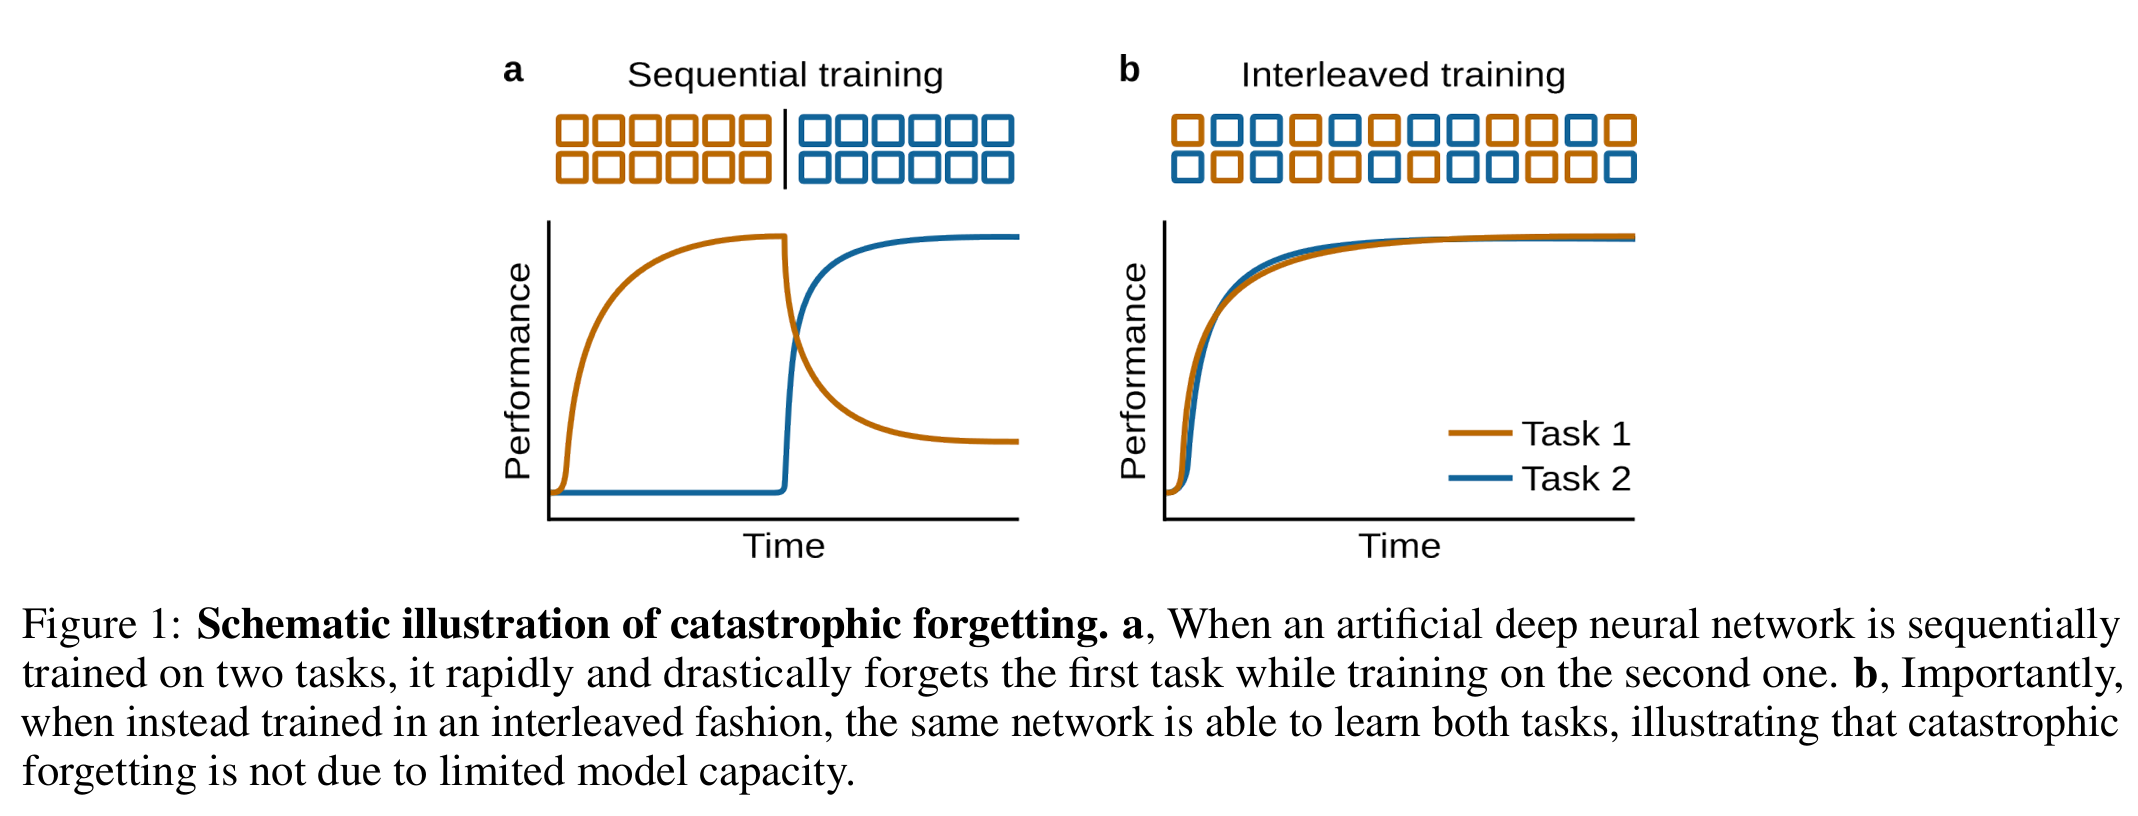 a
Sequential training
b
Interleaved training
Performance
Time
Performance
Time
Task 1
Task 2
Figure 1: Schematic illustration of catastrophic forgetting. a, When an artificial deep neural network is sequentially
trained on two tasks, it rapidly and drastically forgets the first task while training on the second one. b, Importantly,
when instead trained in an interleaved fashion, the same network is able to learn both tasks, illustrating that catastrophic
forgetting is not due to limited model capacity.